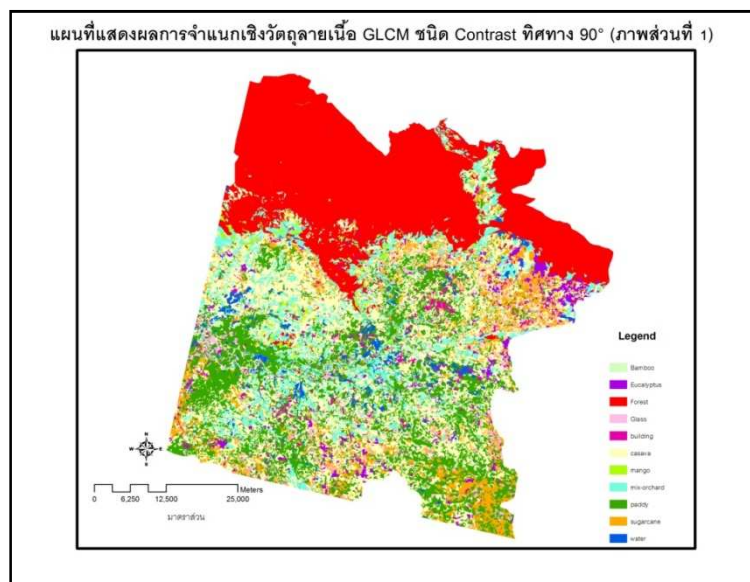 แผนที่แสดงผลการจำแนกเชิงวัตถุลายเนื้อ GLCM ชนิด Contrast ทิศทาง 90° (ภาพส่วนที่ 1)
Legend
Bamboo
Eucalyptus
Forest
Glass
building
casava
mango
mix-orchard
paddy
sugarcane
water
N
W E
S
Meters
0 6,250 12,500 25,000
มาตราส่วน